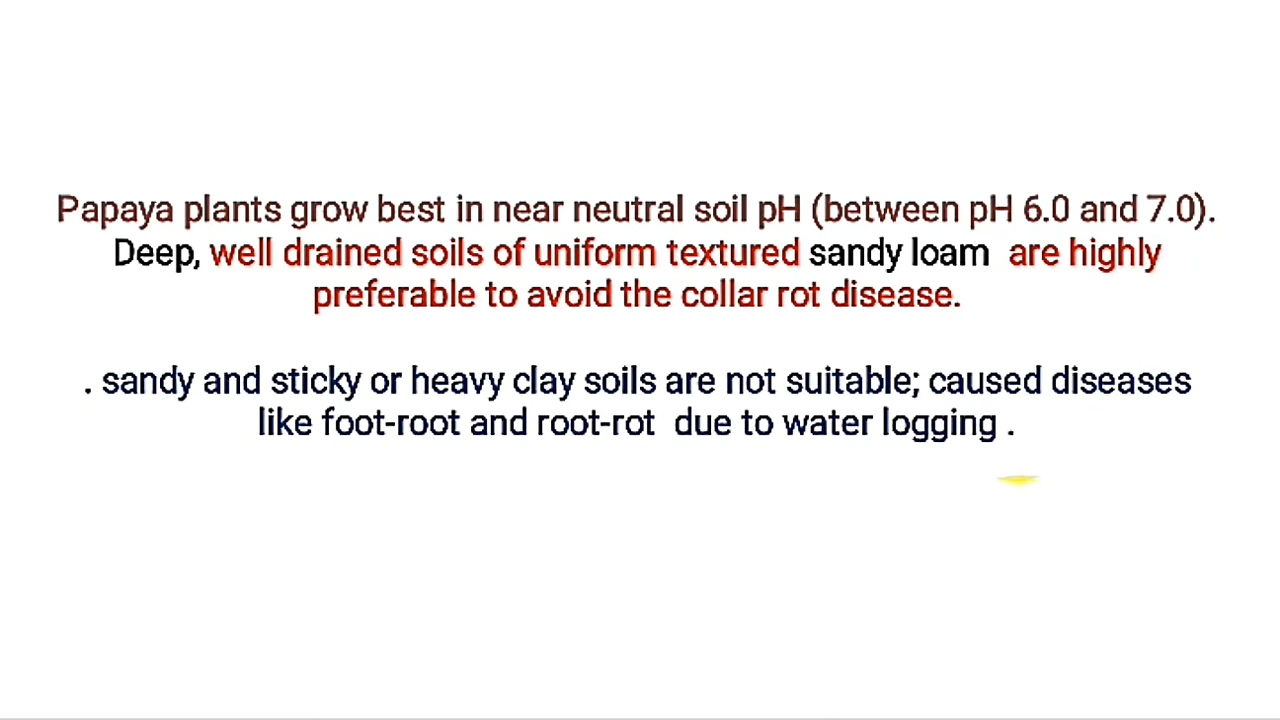 Papaya plants grow best in near neutral soil pH (between pH 6.0 and 7.0).
Deep, well drained soils of uniform textured sandy loam  are highly
preferable to avoid the collar rot disease.
. sandy and sticky or heavy clay soils are not suitable; caused diseases
like foot-root and root-rot  due to water logging .